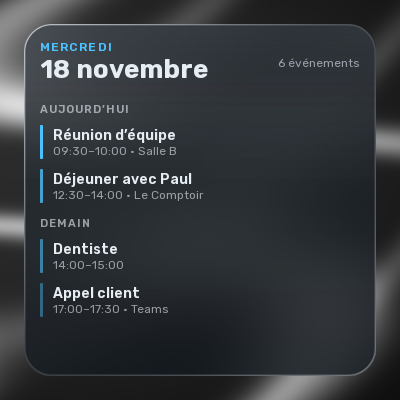 MERCREDI
18 novembre
6 événements
AUJOURD'HUI
Réunion d’équipe
09:30–10:00 • Salle B
Déjeuner avec Paul
12:30–14:00 • Le Comptoir
DEMAIN
Dentiste
14:00–15:00
Appel client
17:00–17:30 • Teams